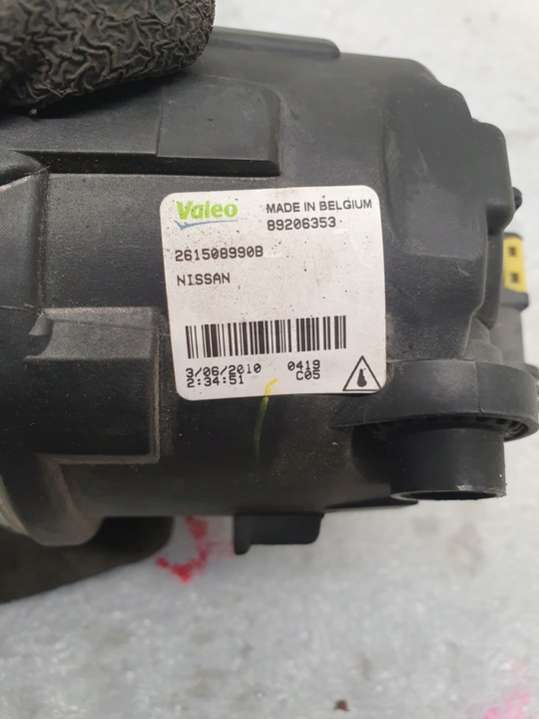 Valeo MADE IN BELGIUM
89206353
261508990B
NISSAN
3/06/2010 0419
2:34:51 C05